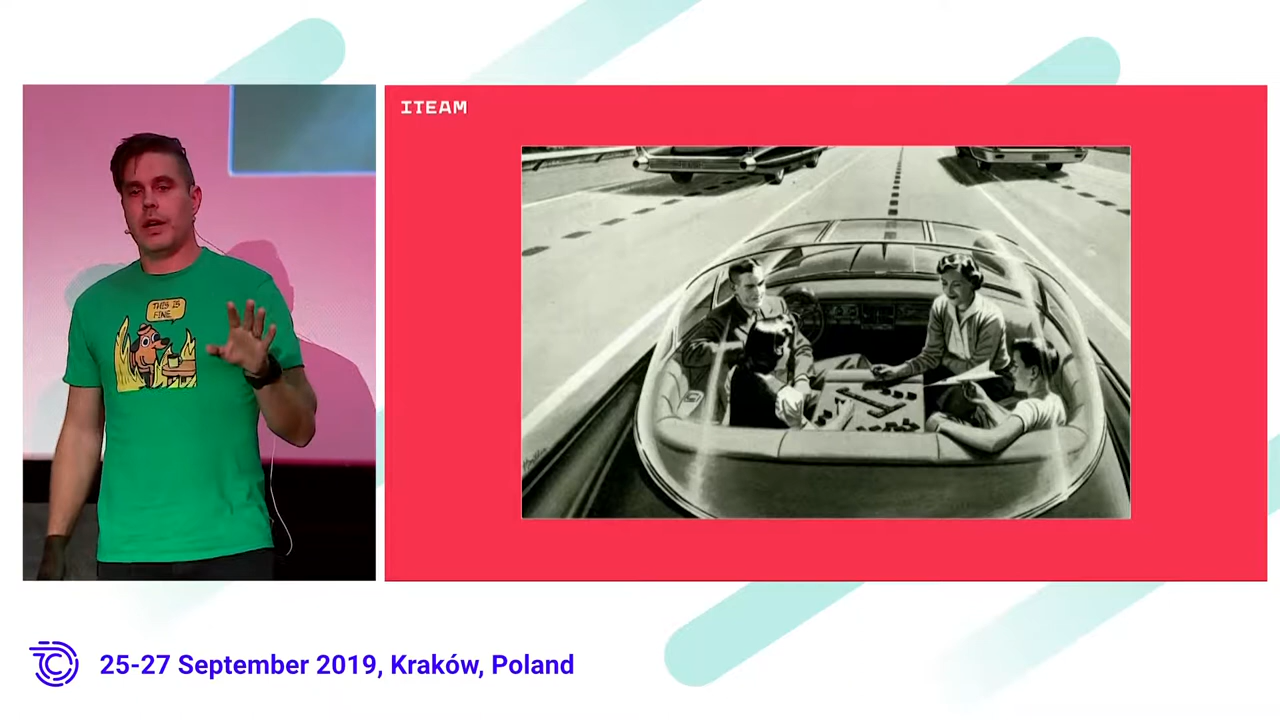 ITEAM
THIS IS
FINE.
25-27 September 2019, Kraków, Poland